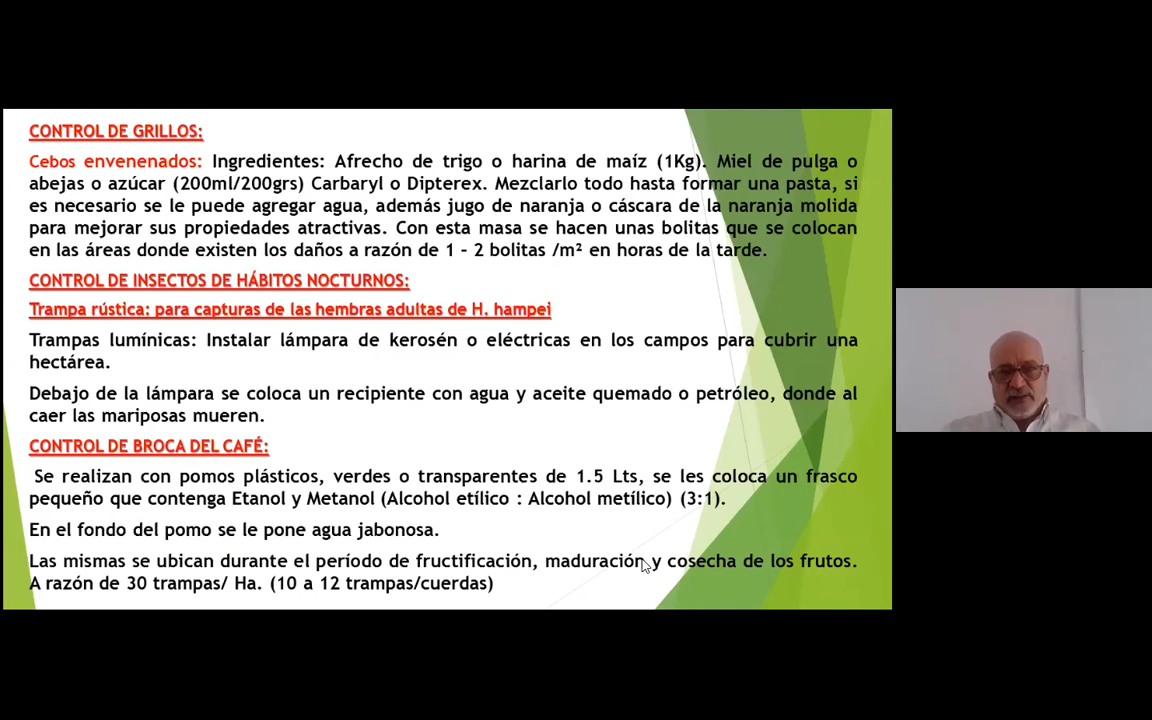 CONTROL DE GRILLOS:
Cebos envenenados: Ingredientes: Afrecho de trigo o harina de maíz (1Kg). Miel de pulga o
abejas o azúcar (200ml/200grs) Carbaryl o Dipterex. Mezclarlo todo hasta formar una pasta, si
es necesario se le puede agregar agua, además jugo de naranja o cáscara de la naranja molida
para mejorar sus propiedades atractivas. Con esta masa se hacen unas bolitas que se colocan
en las áreas donde existen los daños a razón de 1 – 2 bolitas /m² en horas de la tarde.
CONTROL DE INSECTOS DE HÁBITOS NOCTURNOS:
Trampa rústica: para capturas de las hembras adultas de H. hampei
Trampas lumínicas: Instalar lámpara de kerosén o eléctricas en los campos para cubrir una
hectárea.
Debajo de la lámpara se coloca un recipiente con agua y aceite quemado o petróleo, donde al
caer las mariposas mueren.
CONTROL DE BROCA DEL CAFÉ:
Se realizan con pomos plásticos, verdes o transparentes de 1.5 Lts, se les coloca un frasco
pequeño que contenga Etanol y Metanol (Alcohol etílico : Alcohol metílico) (3:1).
En el fondo del pomo se le pone agua jabonosa.
Las mismas se ubican durante el período de fructificación, maduración y cosecha de los frutos.
A razón de 30 trampas/ Ha. (10 a 12 trampas/cuerdas)